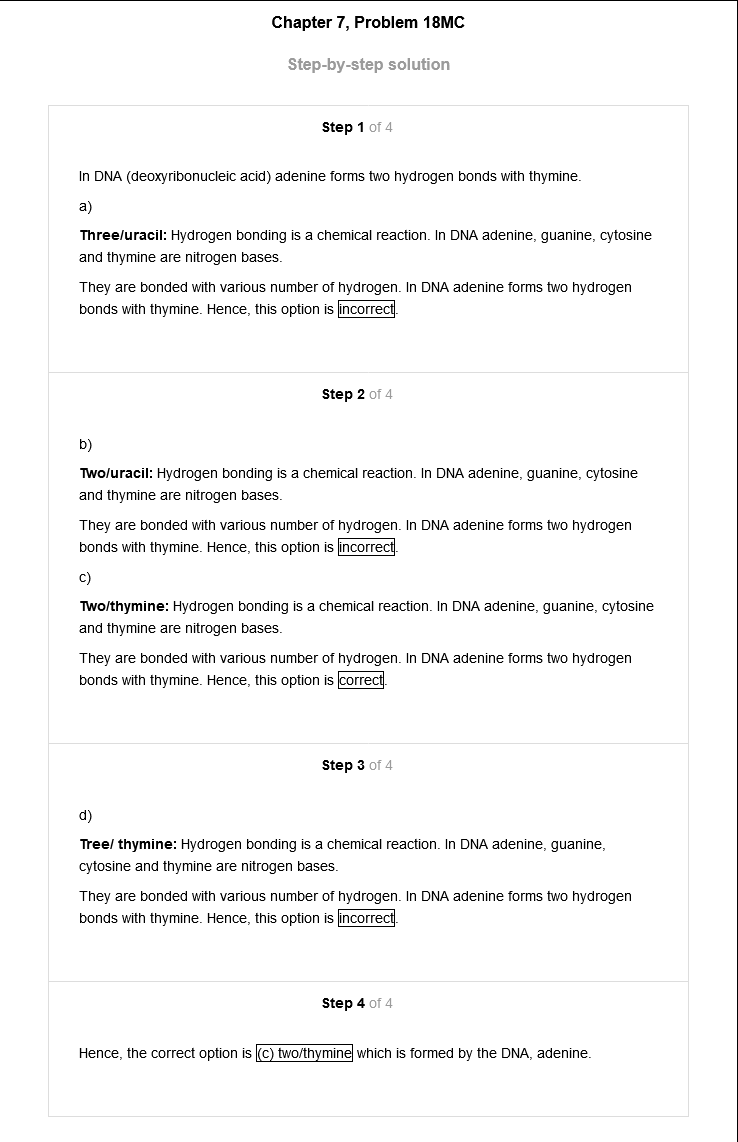 Chapter 7, Problem 18MC
Step-by-step solution
Step 1 of 4
In DNA (deoxyribonucleic acid) adenine forms two hydrogen bonds with thymine.
a)
Three/uracil: Hydrogen bonding is a chemical reaction. In DNA adenine, guanine, cytosine
and thymine are nitrogen bases.
They are bonded with various number of hydrogen. In DNA adenine forms two hydrogen
bonds with thymine. Hence, this option is incorrect.
Step 2 of 4
b)
Two/uracil: Hydrogen bonding is a chemical reaction. In DNA adenine, guanine, cytosine
and thymine are nitrogen bases.
They are bonded with various number of hydrogen. In DNA adenine forms two hydrogen
bonds with thymine. Hence, this option is incorrect.
c)
Two/thymine: Hydrogen bonding is a chemical reaction. In DNA adenine, guanine, cytosine
and thymine are nitrogen bases.
They are bonded with various number of hydrogen. In DNA adenine forms two hydrogen
bonds with thymine. Hence, this option is correct.
Step 3 of 4
d)
Tree/ thymine: Hydrogen bonding is a chemical reaction. In DNA adenine, guanine,
cytosine and thymine are nitrogen bases.
They are bonded with various number of hydrogen. In DNA adenine forms two hydrogen
bonds with thymine. Hence, this option is incorrect.
Step 4 of 4
Hence, the correct option is (c) two/thymine which is formed by the DNA, adenine.